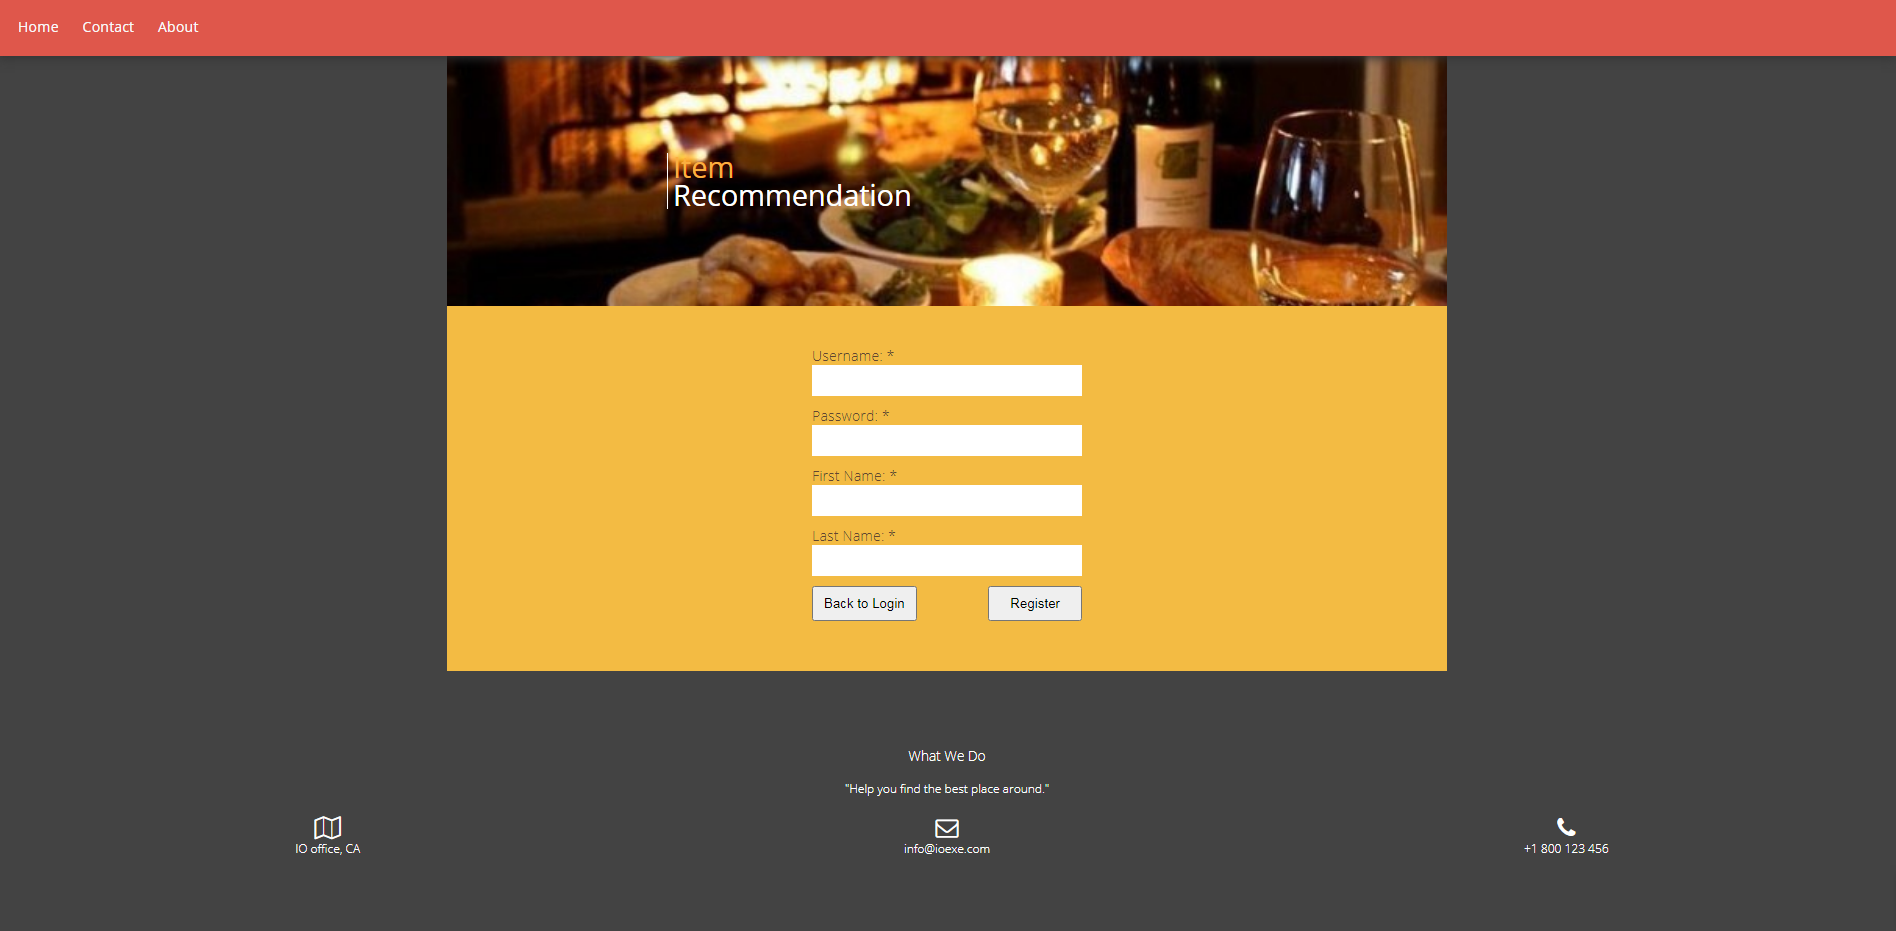 Home Contact About
Item
Recommendation
Username: *
Password: *
First Name: *
Last Name: *
Back to Login Register
What We Do
"Help you find the best place around."
IO office, CA info@ioexe.com +1 800 123 456